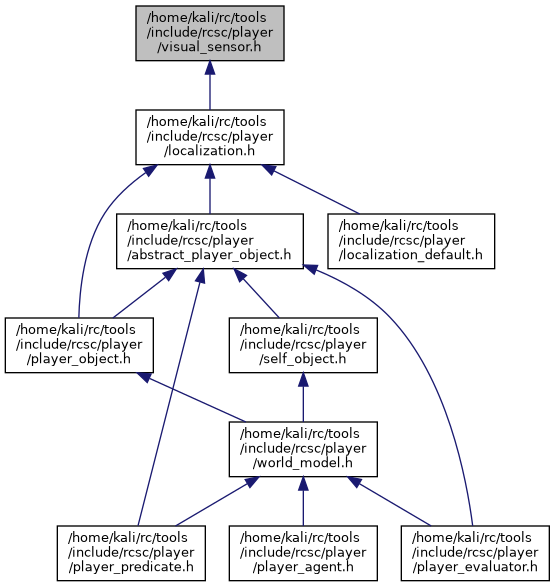 /home/kali/rc/tools
/include/rcsc/player
/visual_sensor.h
/home/kali/rc/tools
/include/rcsc/player
/localization.h
/home/kali/rc/tools
/include/rcsc/player
/abstract_player_object.h
/home/kali/rc/tools
/include/rcsc/player
/localization_default.h
/home/kali/rc/tools
/include/rcsc/player
/player_object.h
/home/kali/rc/tools
/include/rcsc/player
/self_object.h
/home/kali/rc/tools
/include/rcsc/player
/world_model.h
/home/kali/rc/tools
/include/rcsc/player
/player_predicate.h
/home/kali/rc/tools
/include/rcsc/player
/player_agent.h
/home/kali/rc/tools
/include/rcsc/player
/player_evaluator.h